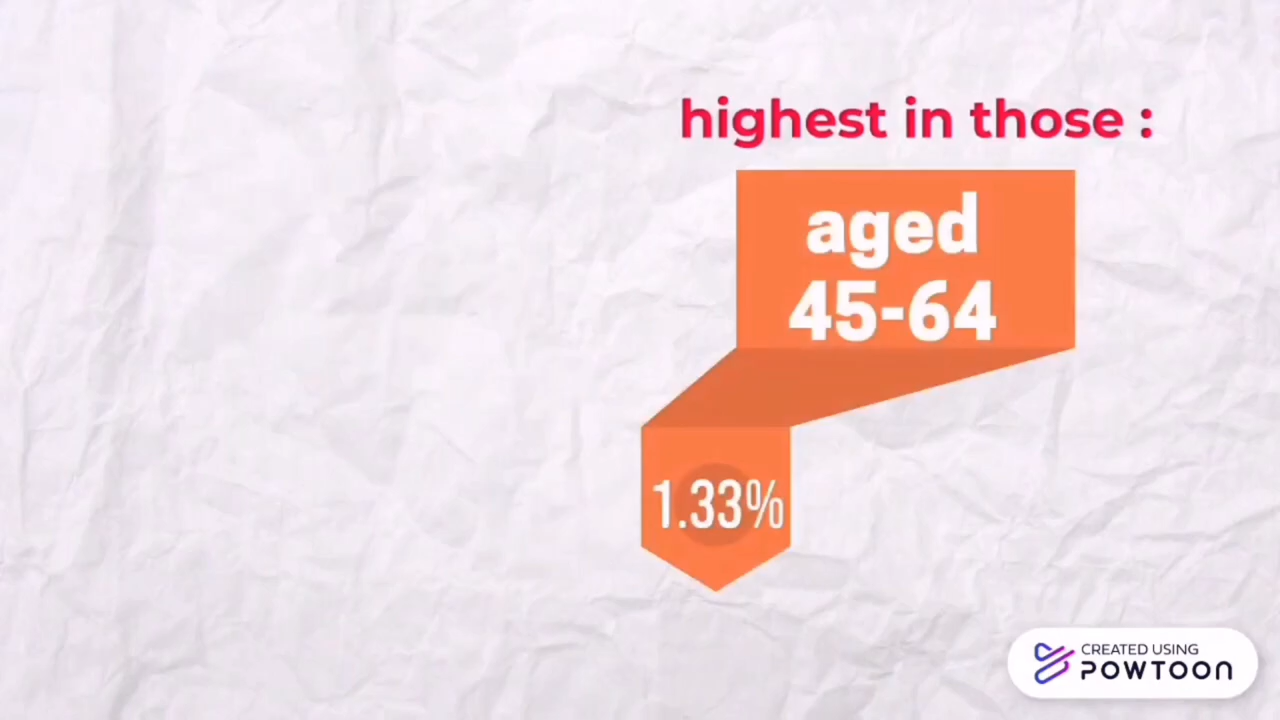 highest in those :
aged
45-64
1.33%
CREATED USING
POWTOON